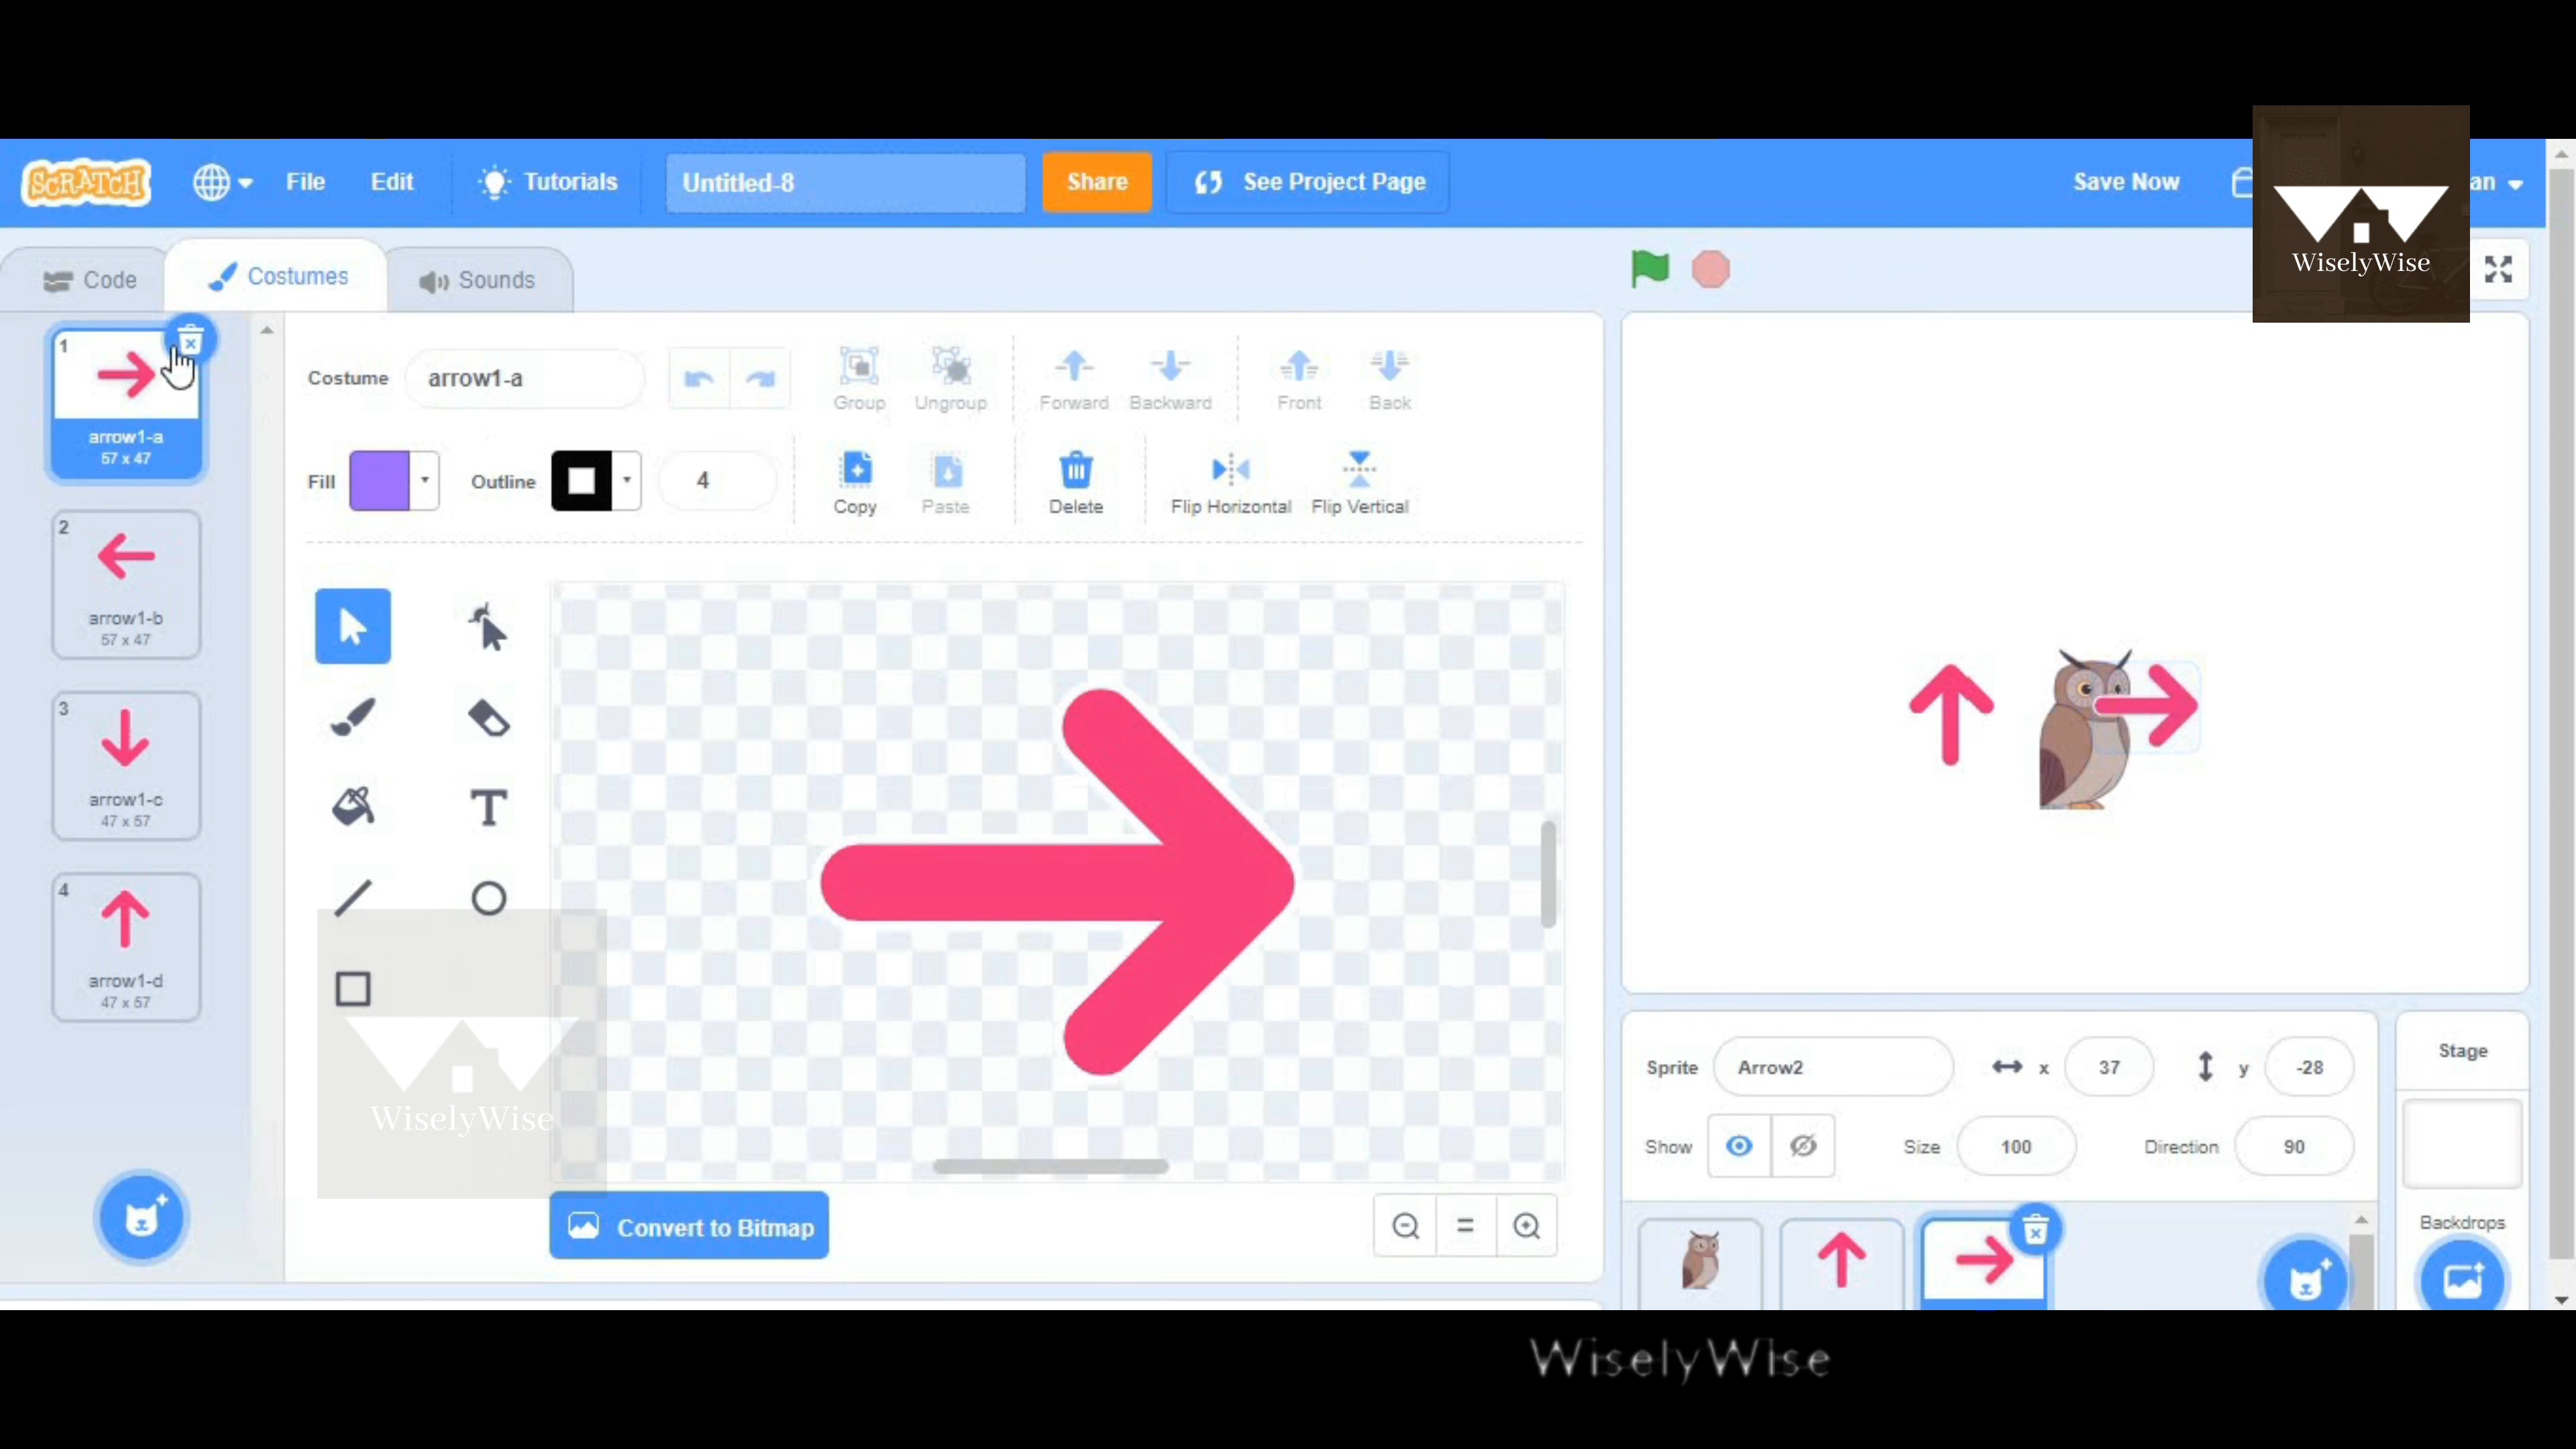 SCRATCH File Edit Tutorials Untitled-8 Share See Project Page Save Now an
WiselyWise
Code Costumes Sounds
1
arrow1-a
57 x 47
2
arrow1-b
57 x 47
3
arrow1-c
47 x 57
4
arrow1-d
47 x 57
Costume arrow1-a Group Ungroup Forward Backward Front Back
Fill Outline 4 Copy Paste Delete Flip Horizontal Flip Vertical
T
WiselyWise
Convert to Bitmap
Sprite Arrow2 x 37 y -28
Show Size 100 Direction 90
Stage
Backdrops
WiselyWise